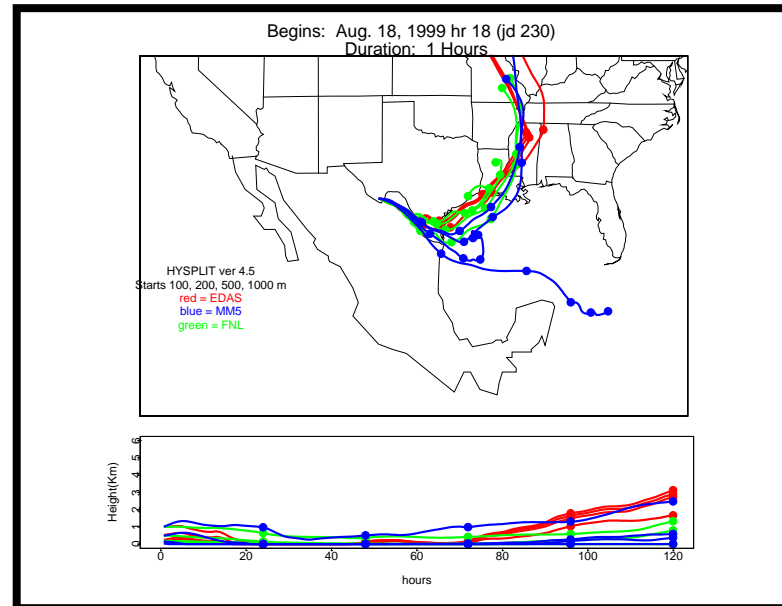 Begins:  Aug. 18, 1999 hr 18 (jd 230)
Duration:  1 Hours
HYSPLIT ver 4.5
Starts 100, 200, 500, 1000 m
red = EDAS
blue = MM5
green = FNL
Height(Km)
6
5
4
3
2
1
0
0 20 40 60 80 100 120
hours